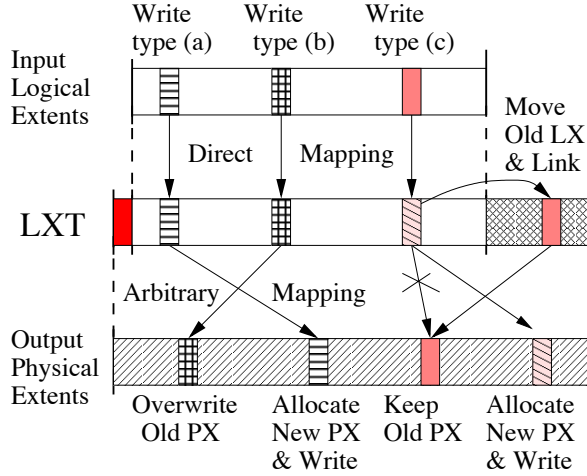 Write type (a)
Write type (b)
Write type (c)
Input Logical Extents
Move Old LX & Link
Direct Mapping
LXT
Arbitrary Mapping
Output Physical Extents
Overwrite Old PX
Allocate New PX & Write
Keep Old PX
Allocate New PX & Write